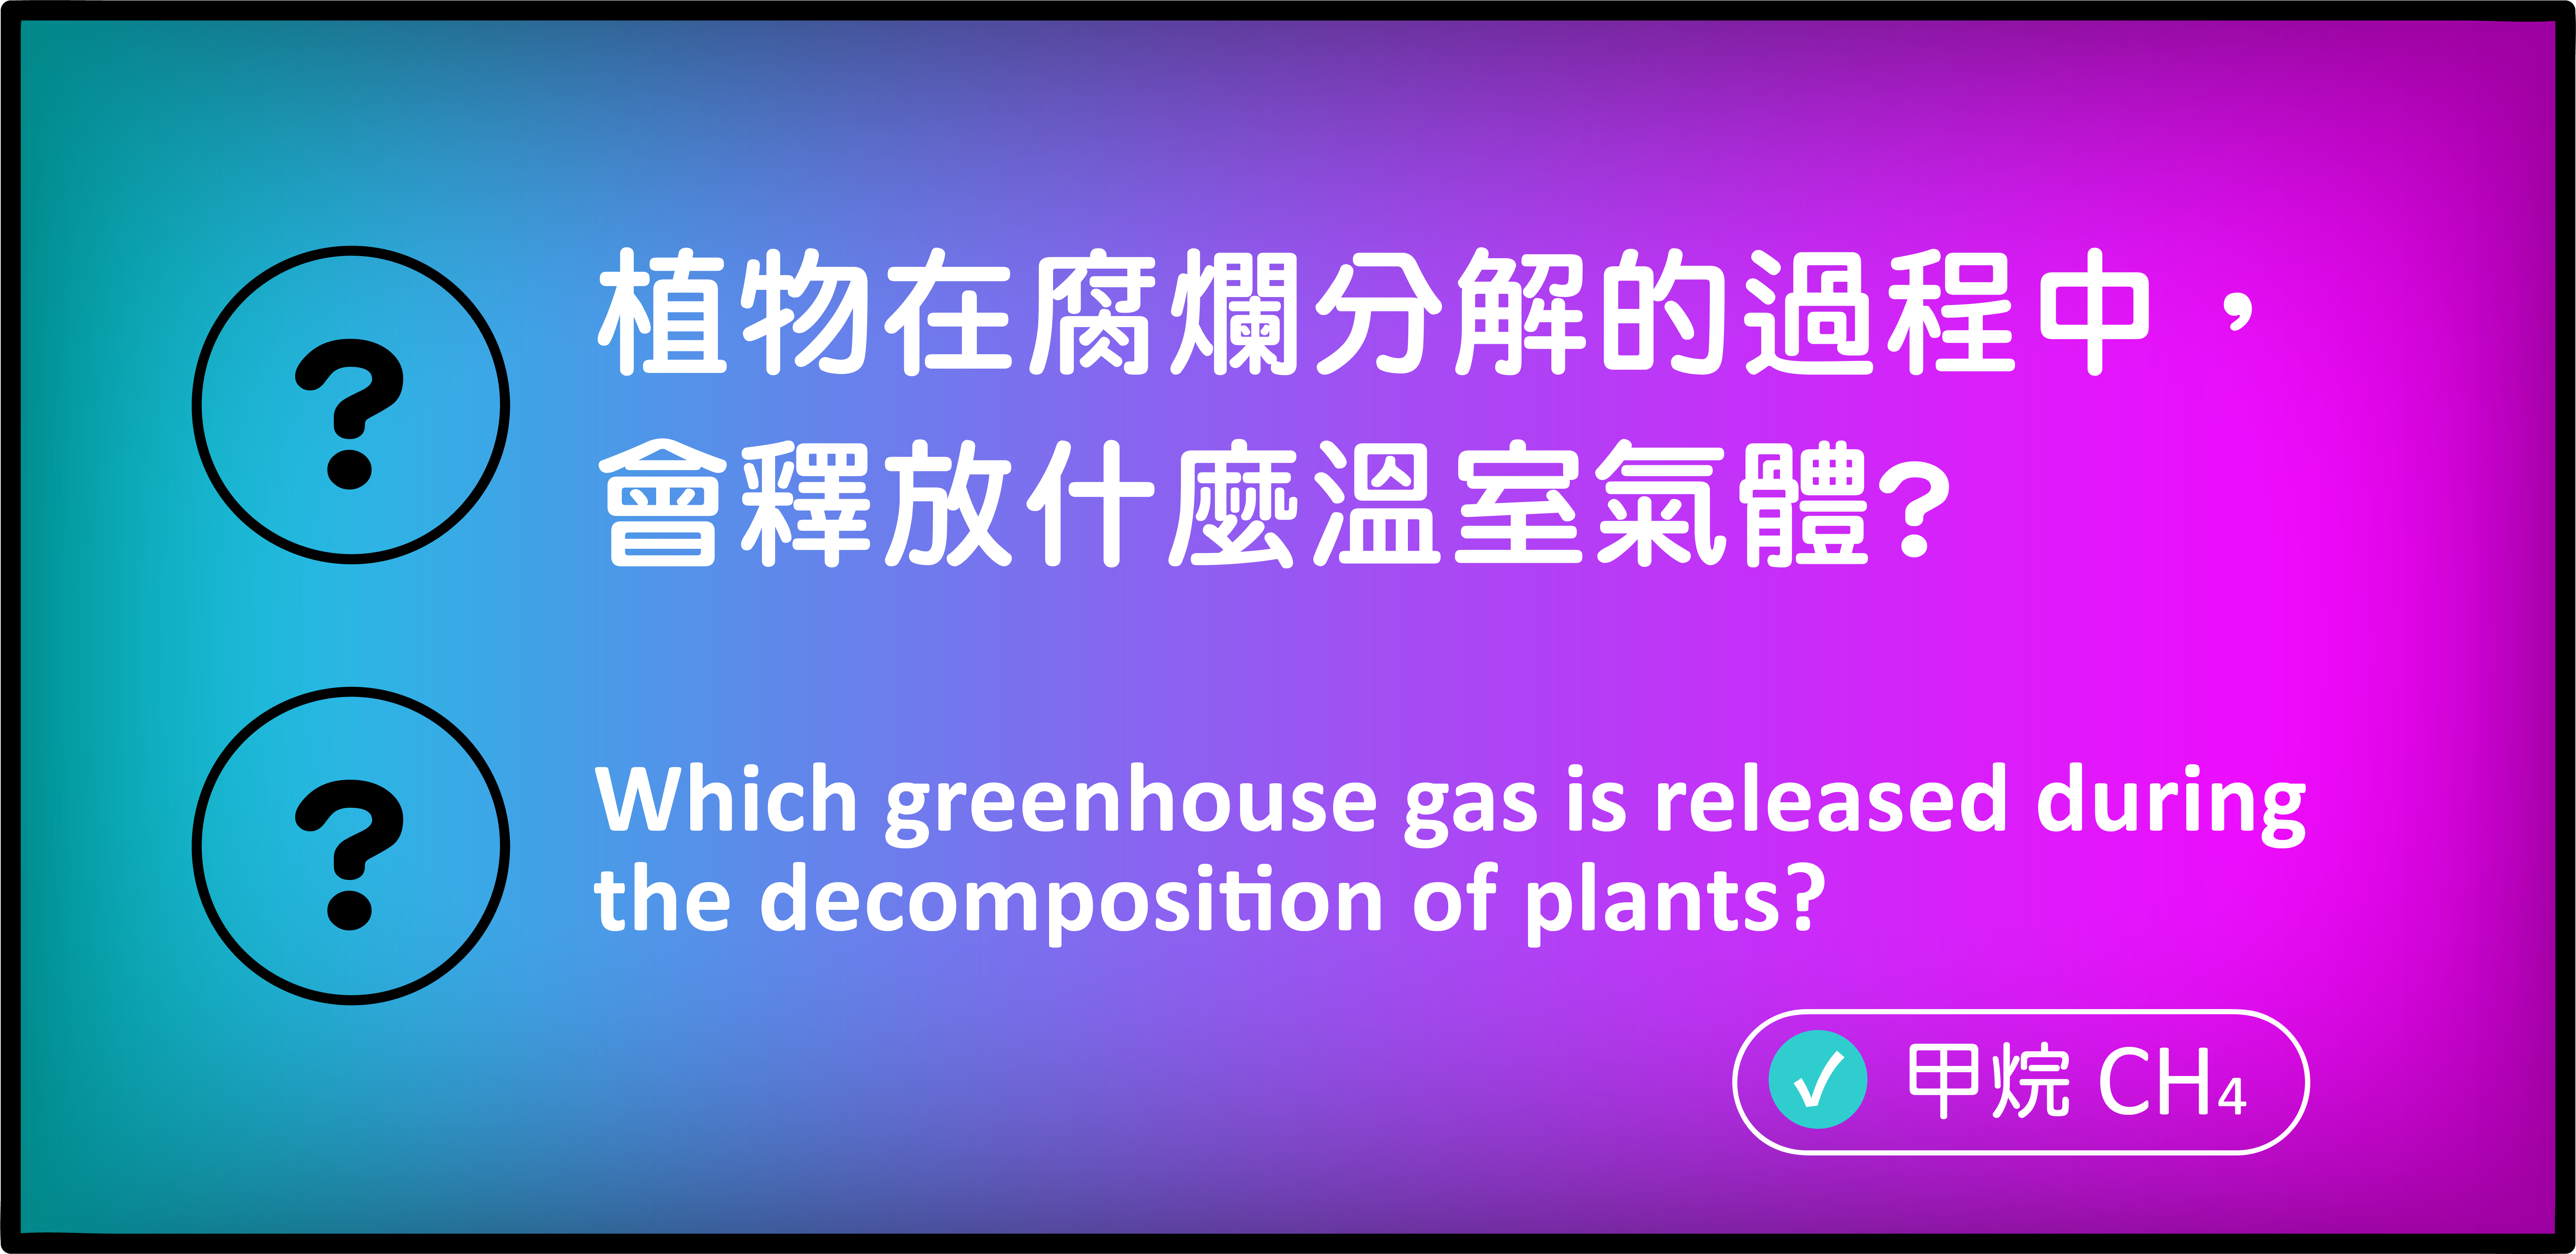 ?
植物在腐爛分解的過程中，
會釋放什麼溫室氣體?
?
Which greenhouse gas is released during
the decomposition of plants?
✓ 甲烷 CH₄